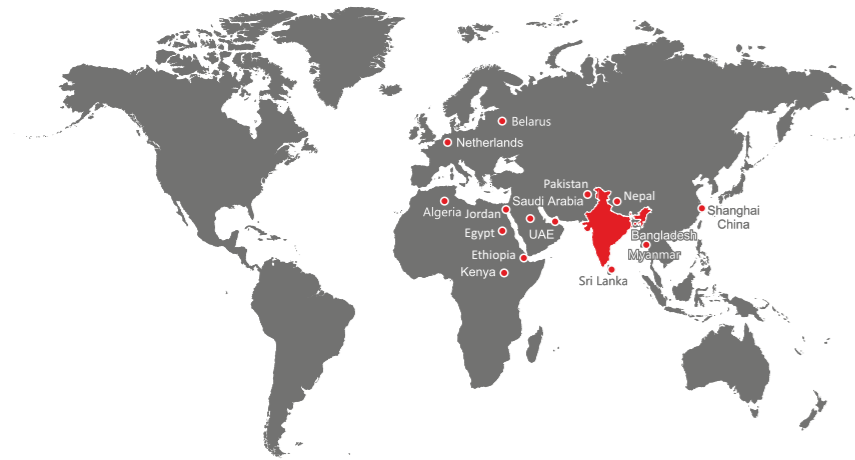 Belarus
Netherlands
Pakistan
Nepal
Saudi Arabia
Algeria
Jordan
Shanghai
China
Egypt
UAE
Bangladesh
Ethiopia
Myanmar
Kenya
Sri Lanka